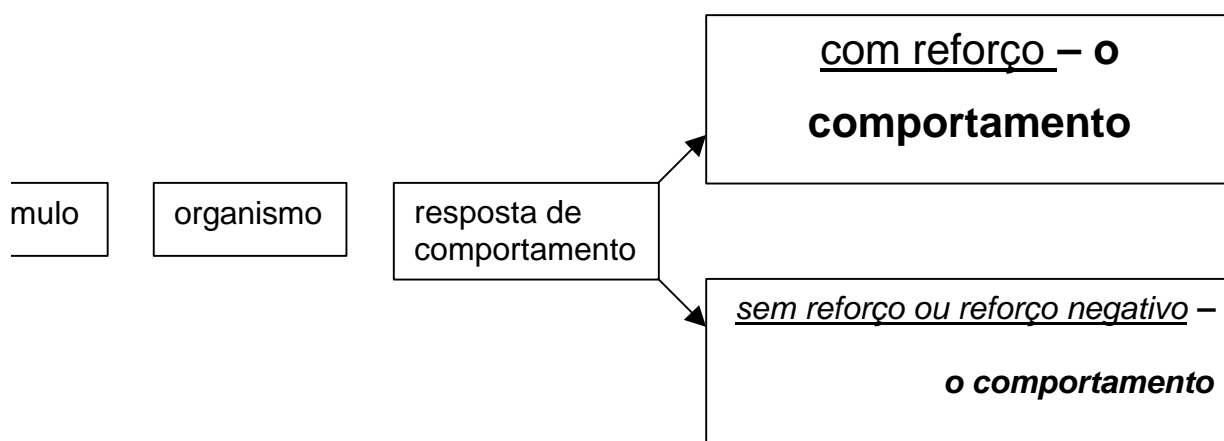 com reforço – o
comportamento
mulo
organismo
resposta de
comportamento
sem reforço ou reforço negativo –
o comportamento